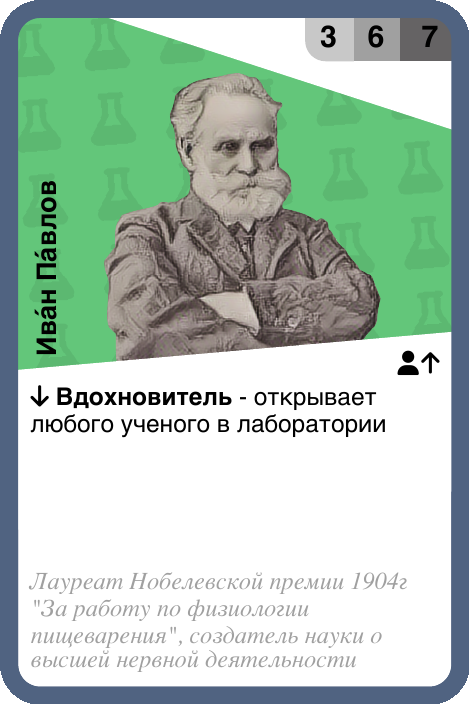 3 6 7
Ива́н Па́влов
↓ Вдохновитель - открывает
любого ученого в лаборатории
Лауреат Нобелевской премии 1904г
"За работу по физиологии
пищеварения", создатель науки о
высшей нервной деятельности